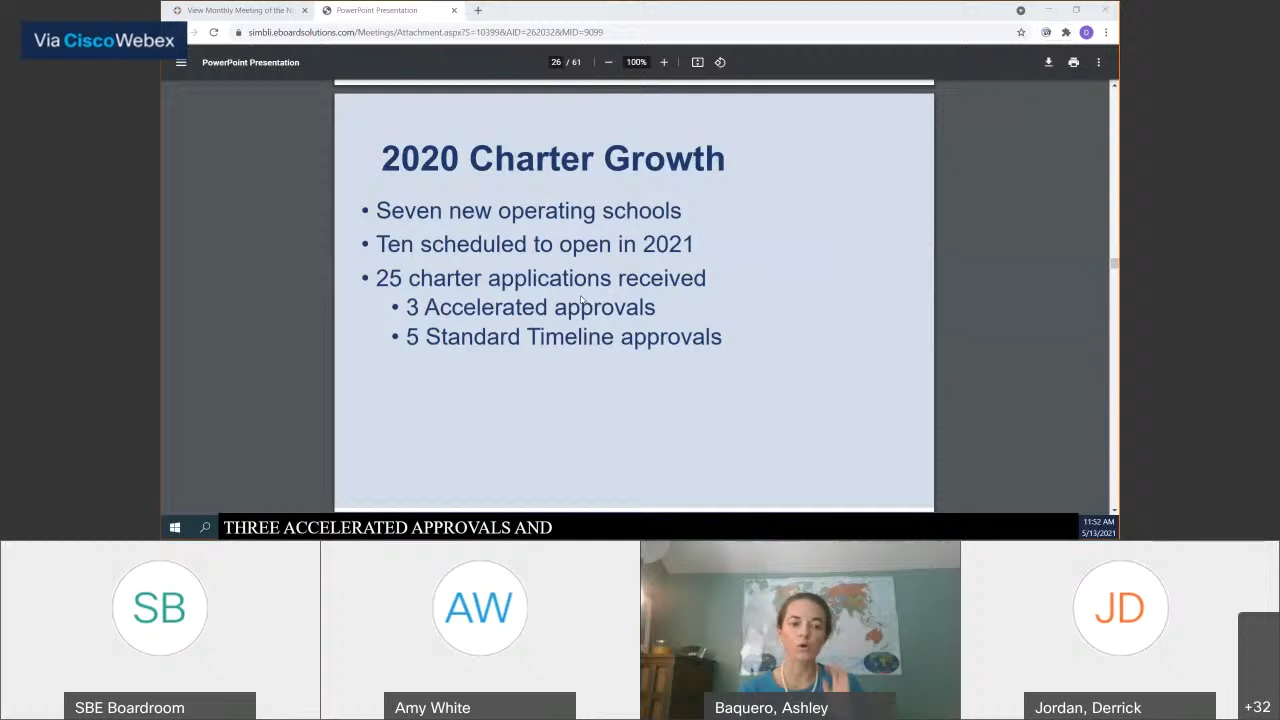 View Monthly Meeting of the N
PowerPoint Presentation
Via CiscoWebex
simbli.eboardsolutions.com/Meetings/Attachment.aspx?S=10399&AID=262032&MID=9099
D
PowerPoint Presentation
26 / 61
100%
2020 Charter Growth
• Seven new operating schools
• Ten scheduled to open in 2021
• 25 charter applications received
• 3 Accelerated approvals
• 5 Standard Timeline approvals
THREE ACCELERATED APPROVALS AND
11:52 AM
5/13/2021
SB
AW
JD
SBE Boardroom
Amy White
Baquero, Ashley
Jordan, Derrick
+32